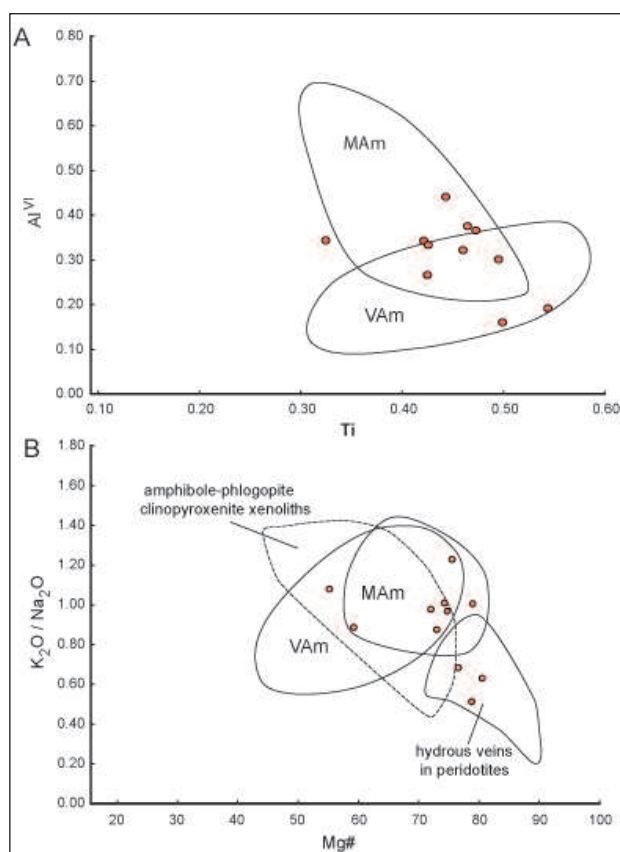 A
0.80
0.70
0.60
0.50
0.40
0.30
0.20
0.10
0.00
Al^VI
MAm
VAm
0.10 0.20 0.30 0.40 0.50 0.60
Ti
B
1.80
1.60
1.40
1.20
1.00
0.80
0.60
0.40
0.20
0.00
K₂O / Na₂O
amphibole-phlogopite
clinopyroxenite xenoliths
MAm
VAm
hydrous veins
in peridotites
20 30 40 50 60 70 80 90 100
Mg#